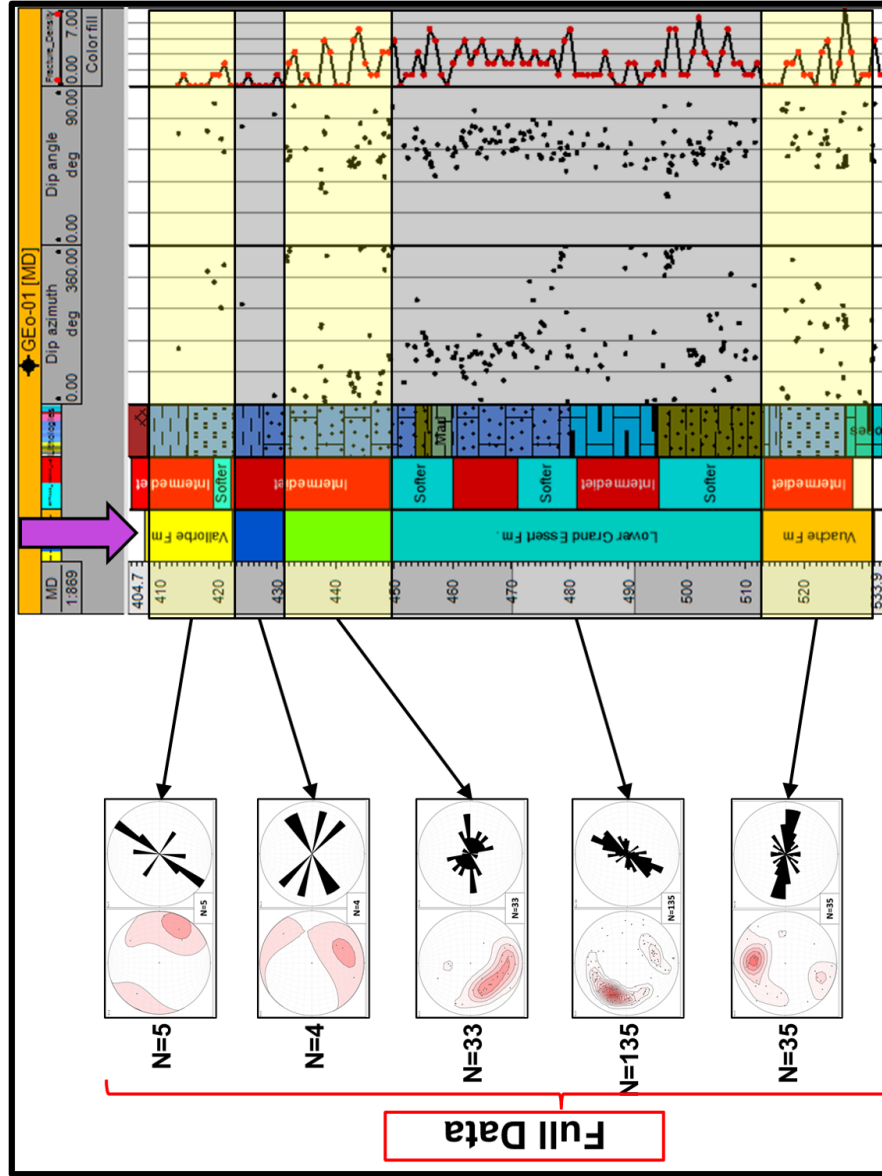 GEo-01 [MD]
MD
1:869
Dip azimuth
0.00 deg 360.00
Dip angle
0.00 deg 90.00
Fracture_Density
0.00 7.00
Color fill
404.7
410
420
430
440
450
460
470
480
490
500
510
520
533.9
Vallorbe Fm
Lower Grand Essert Fm.
Vuache Fm
et
Intermediet
Softer
Intermediet
Softer
Softer
Intermediet
Softer
Intermediet
Mad
N=5
N=5
N=4
N=4
N=33
N=33
N=135
N=135
N=35
N=35
Full Data